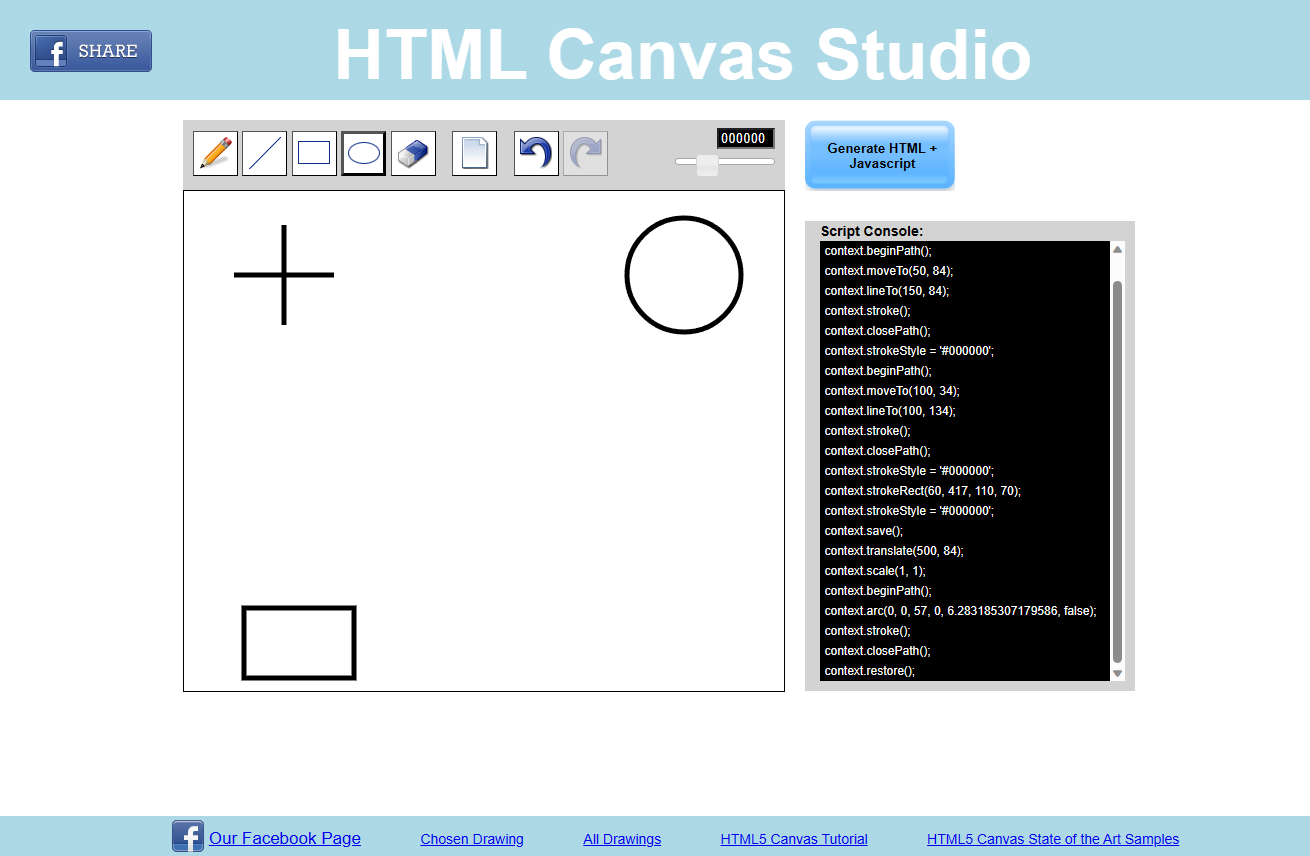 SHARE
HTML Canvas Studio
000000
Generate HTML +
Javascript
Script Console:
context.beginPath();
context.moveTo(50, 84);
context.lineTo(150, 84);
context.stroke();
context.closePath();
context.strokeStyle = '#000000';
context.beginPath();
context.moveTo(100, 34);
context.lineTo(100, 134);
context.stroke();
context.closePath();
context.strokeStyle = '#000000';
context.strokeRect(60, 417, 110, 70);
context.strokeStyle = '#000000';
context.save();
context.translate(500, 84);
context.scale(1, 1);
context.beginPath();
context.arc(0, 0, 57, 0, 6.283185307179586, false);
context.stroke();
context.closePath();
context.restore();
Our Facebook Page
Chosen Drawing
All Drawings
HTML5 Canvas Tutorial
HTML5 Canvas State of the Art Samples